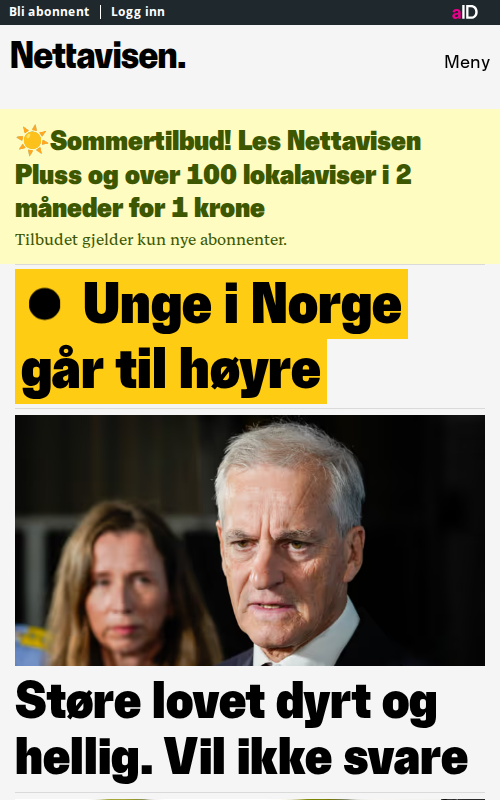 Bli abonnent | Logg inn
aID
Nettavisen.
Meny
☀️Sommertilbud! Les Nettavisen
Pluss og over 100 lokalaviser i 2
måneder for 1 krone
Tilbudet gjelder kun nye abonnenter.
● Unge i Norge
går til høyre
Støre lovet dyrt og
hellig. Vil ikke svare